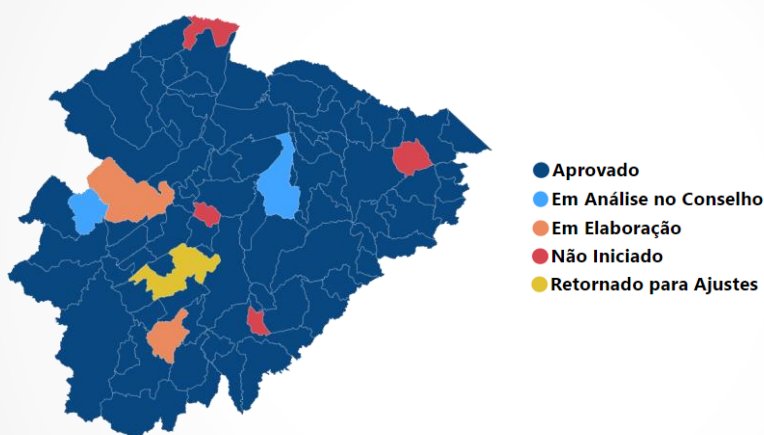 Aprovado
Em Análise no Conselho
Em Elaboração
Não Iniciado
Retornado para Ajustes